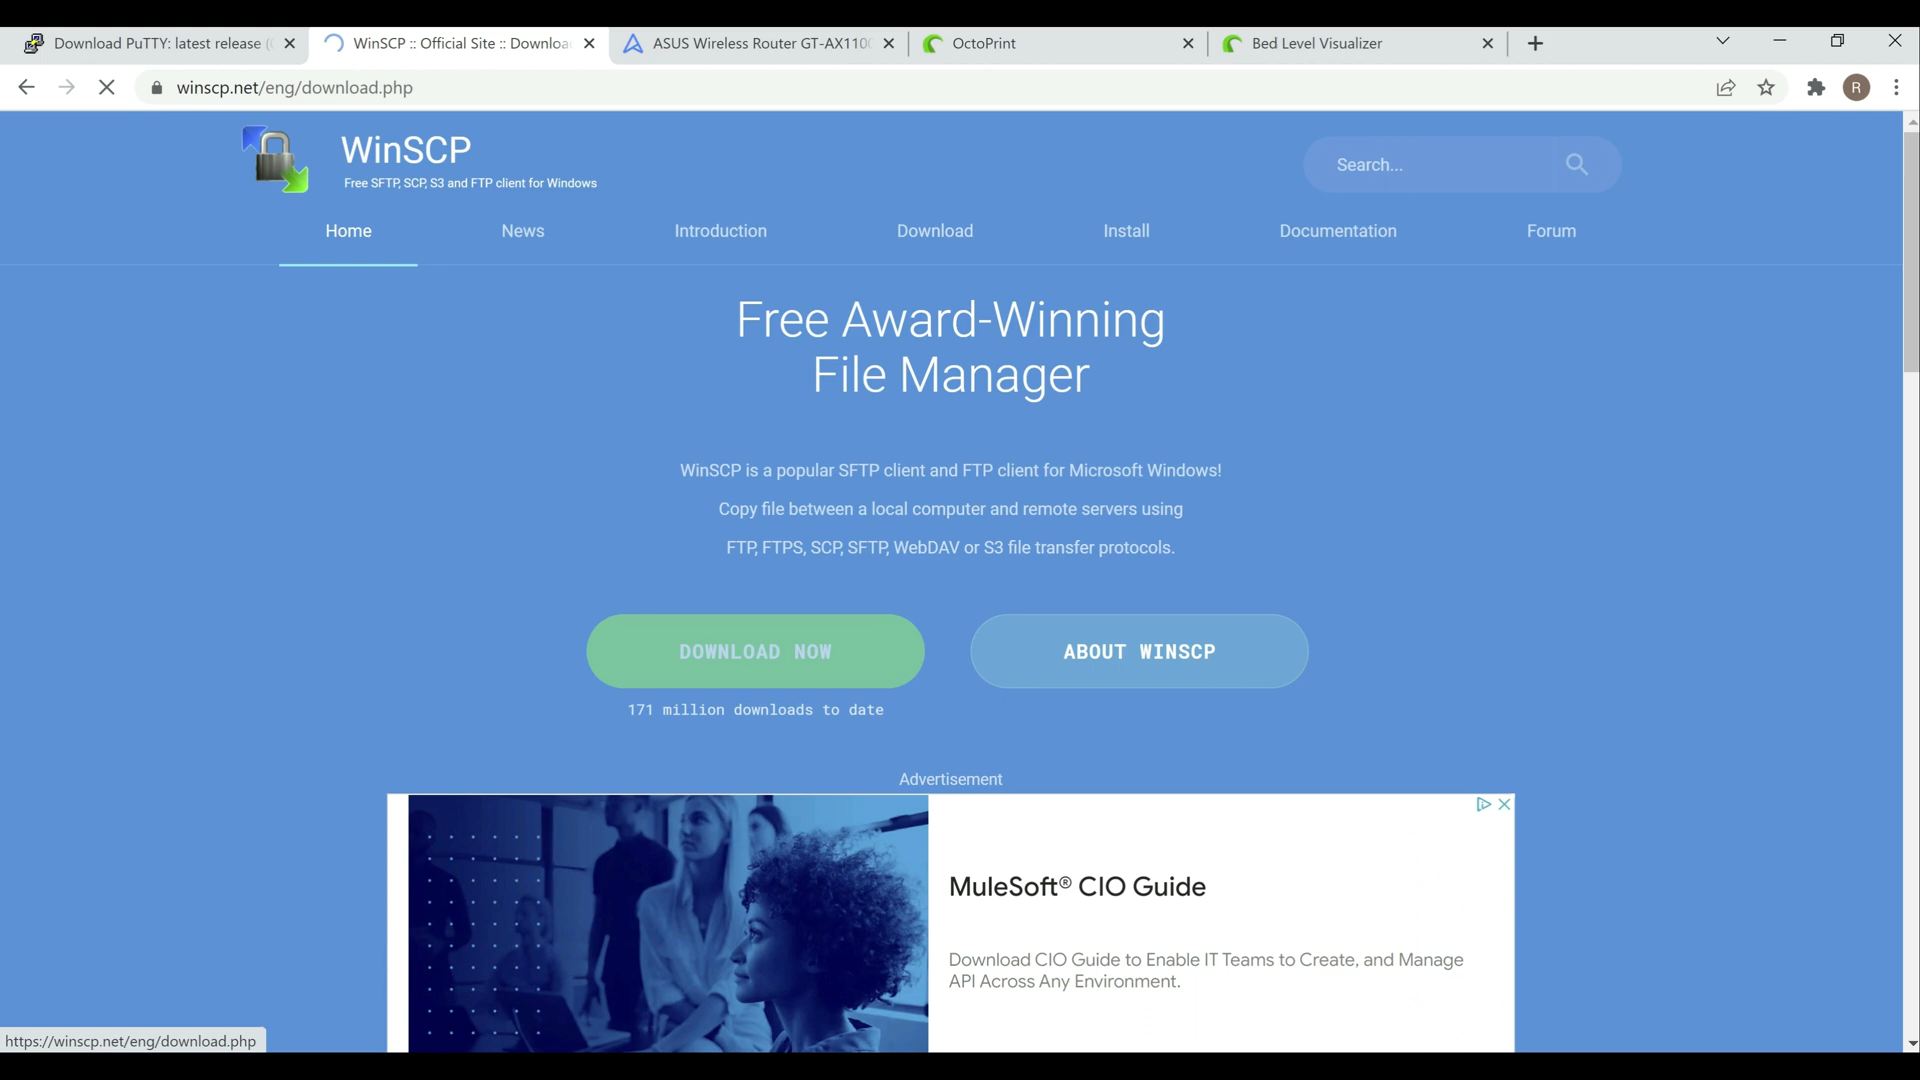 Download PuTTY: latest release (
WinSCP :: Official Site :: Downloa
ASUS Wireless Router GT-AX1100
OctoPrint
Bed Level Visualizer
winscp.net/eng/download.php
R
WinSCP
Free SFTP, SCP, S3 and FTP client for Windows
Search...
Home
News
Introduction
Download
Install
Documentation
Forum
Free Award-Winning
File Manager
WinSCP is a popular SFTP client and FTP client for Microsoft Windows!
Copy file between a local computer and remote servers using
FTP, FTPS, SCP, SFTP, WebDAV or S3 file transfer protocols.
DOWNLOAD NOW
ABOUT WINSCP
171 million downloads to date
Advertisement
MuleSoft® CIO Guide
Download CIO Guide to Enable IT Teams to Create, and Manage
API Across Any Environment.
https://winscp.net/eng/download.php